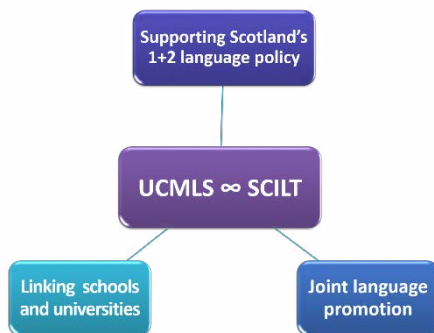 Supporting Scotland's
1+2 language policy
UCMLS ∞ SCILT
Linking schools
and universities
Joint language
promotion